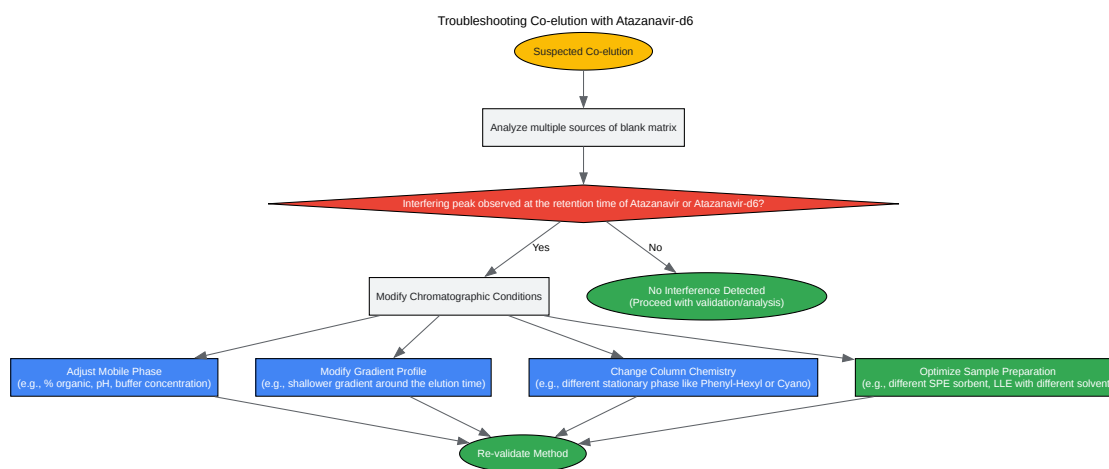 Troubleshooting Co-elution with Atazanavir-d6
Suspected Co-elution
Analyze multiple sources of blank matrix
Interfering peak observed at the retention time of Atazanavir or Atazanavir-d6?
Yes
No
Modify Chromatographic Conditions
No Interference Detected
(Proceed with validation/analysis)
Adjust Mobile Phase
(e.g., % organic, pH, buffer concentration)
Modify Gradient Profile
(e.g., shallower gradient around the elution time)
Change Column Chemistry
(e.g., different stationary phase like Phenyl-Hexyl or Cyano)
Optimize Sample Preparation
(e.g., different SPE sorbent, LLE with different solvent)
Re-validate Method